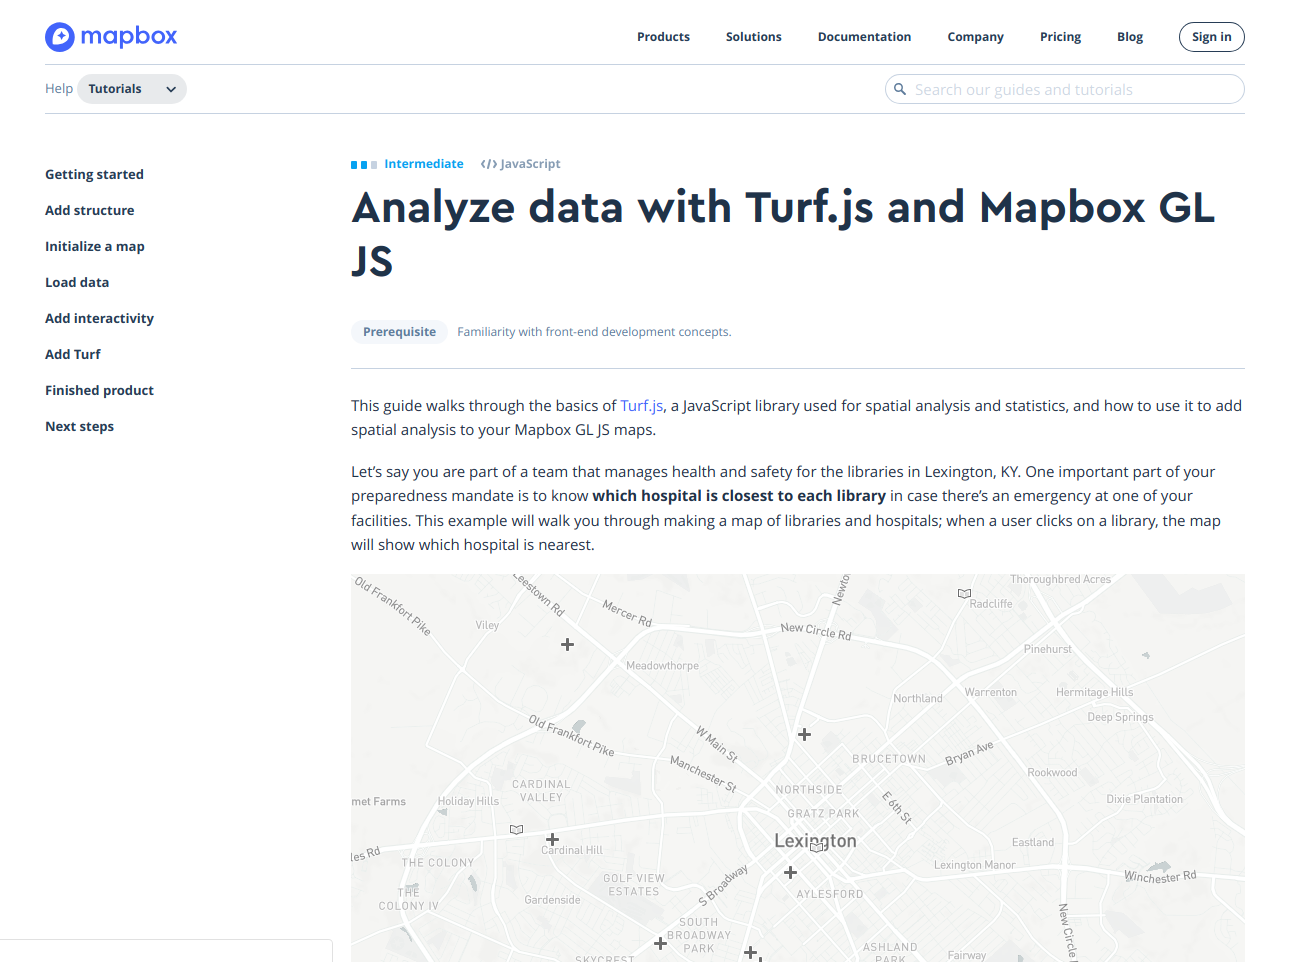 mapbox
Products Solutions Documentation Company Pricing Blog Sign in
Help Tutorials
Search our guides and tutorials
Getting started
Add structure
Initialize a map
Load data
Add interactivity
Add Turf
Finished product
Next steps
Intermediate </> JavaScript
Analyze data with Turf.js and Mapbox GL
JS
Prerequisite Familiarity with front-end development concepts.
This guide walks through the basics of Turf.js, a JavaScript library used for spatial analysis and statistics, and how to use it to add
spatial analysis to your Mapbox GL JS maps.
Let’s say you are part of a team that manages health and safety for the libraries in Lexington, KY. One important part of your
preparedness mandate is to know which hospital is closest to each library in case there’s an emergency at one of your
facilities. This example will walk you through making a map of libraries and hospitals; when a user clicks on a library, the map
will show which hospital is nearest.
Old Frankfort Pike
Leestown Rd
Mercer Rd
Newto
Thoroughbred Acres
Radcliffe
Viley
New Circle Rd
Meadowthorpe
Pinehurst
Northland
Warrenton
Hermitage Hills
Deep Springs
Old Frankfort Pike
W Main St
Manchester St
BRUCETOWN
Bryan Ave
Rookwood
CARDINAL
VALLEY
NORTHSIDE
met Farms
Holiday Hills
GRATZ PARK
E 6th St
Dixie Plantation
Lexington
Eastland
les Rd
THE COLONY
Cardinal Hill
Lexington Manor
GOLF VIEW
ESTATES
S Broadway
Winchester Rd
THE
COLONY IV
Gardenside
AYLESFORD
SOUTH
BROADWAY
PARK
New Circle
ASHLAND
PARK
Fairway
SKYCREST